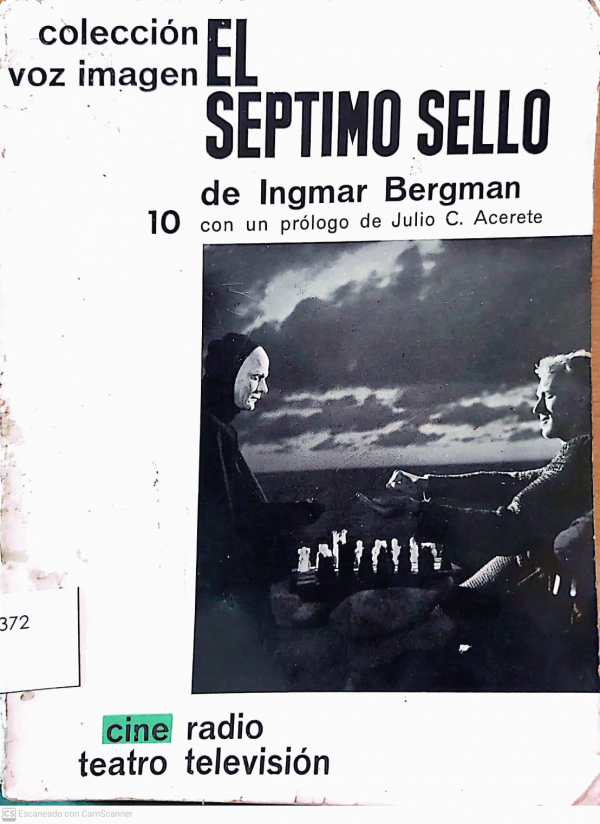 colección
voz imagen
EL
SEPTIMO SELLO
de Ingmar Bergman
10 con un prólogo de Julio C. Acerete
372
cine radio
teatro televisión
CS Escaneado con CamScanner